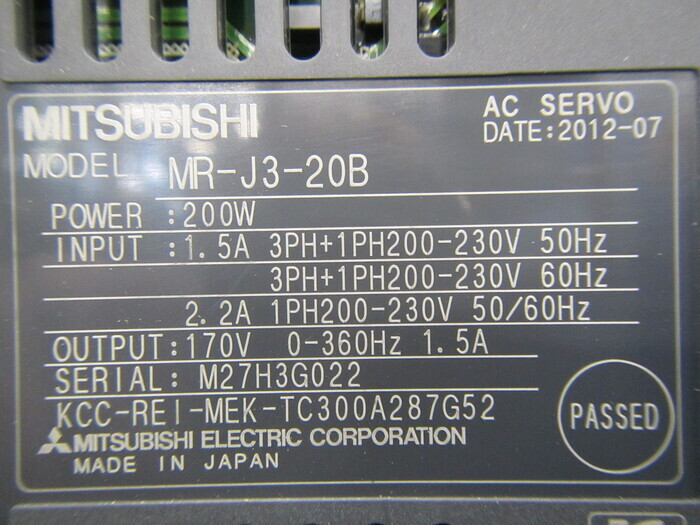 MITSUBISHI
AC SERVO
DATE:2012-07
MODEL MR-J3-20B
POWER :200W
INPUT :1.5A 3PH+1PH200-230V 50Hz
3PH+1PH200-230V 60Hz
2.2A 1PH200-230V 50/60Hz
OUTPUT:170V 0-360Hz 1.5A
SERIAL: M27H3G022
KCC-REI-MEK-TC300A287G52
PASSED
MITSUBISHI ELECTRIC CORPORATION
MADE IN JAPAN